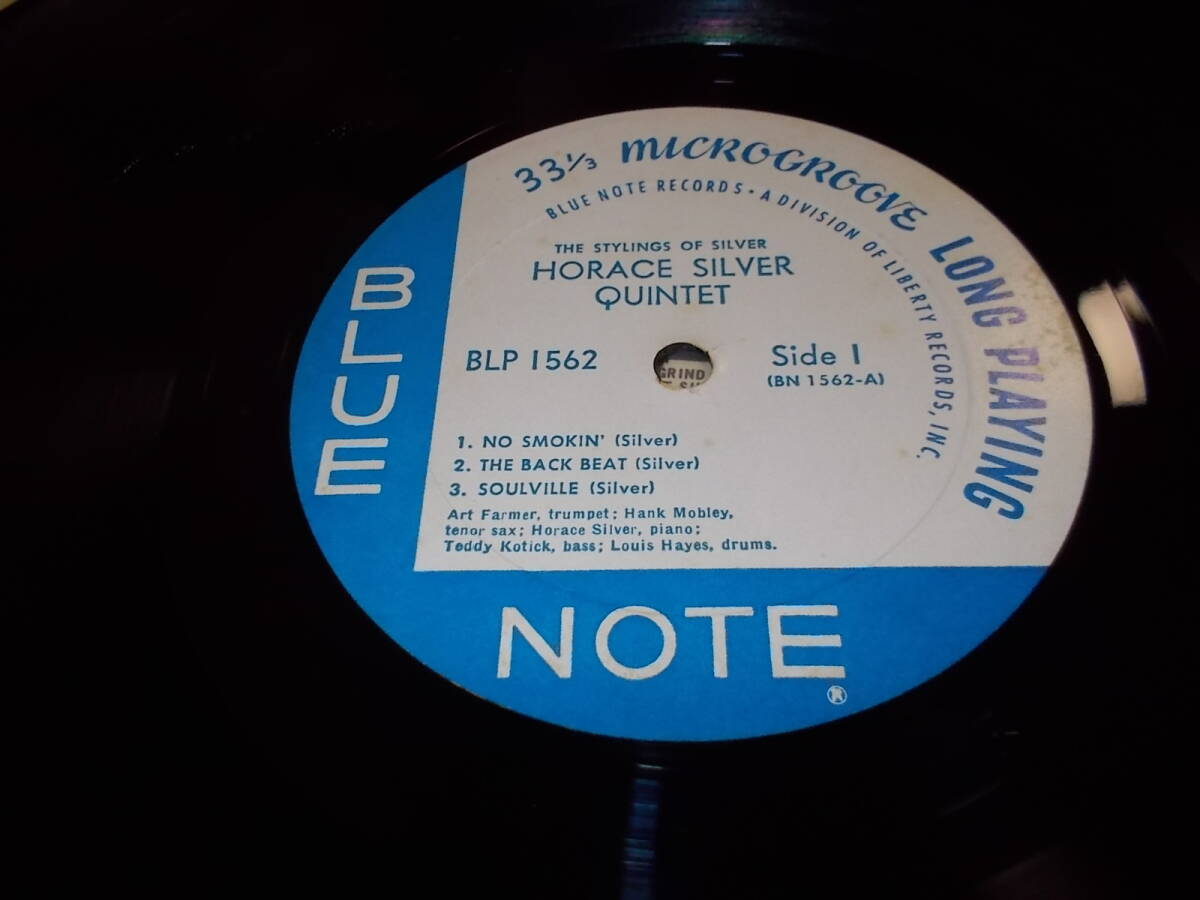 33⅓ MICROGROOVE LONG PLAYING
BLUE NOTE RECORDS • A DIVISION OF LIBERTY RECORDS, INC.
THE STYLINGS OF SILVER
HORACE SILVER
QUINTET
BLP 1562
Side 1
(BN 1562-A)
GRIND
1. NO SMOKIN' (Silver)
2. THE BACK BEAT (Silver)
3. SOULVILLE (Silver)
Art Farmer, trumpet; Hank Mobley,
tenor sax; Horace Silver, piano;
Teddy Kotick, bass; Louis Hayes, drums.
BLUE
NOTE
®